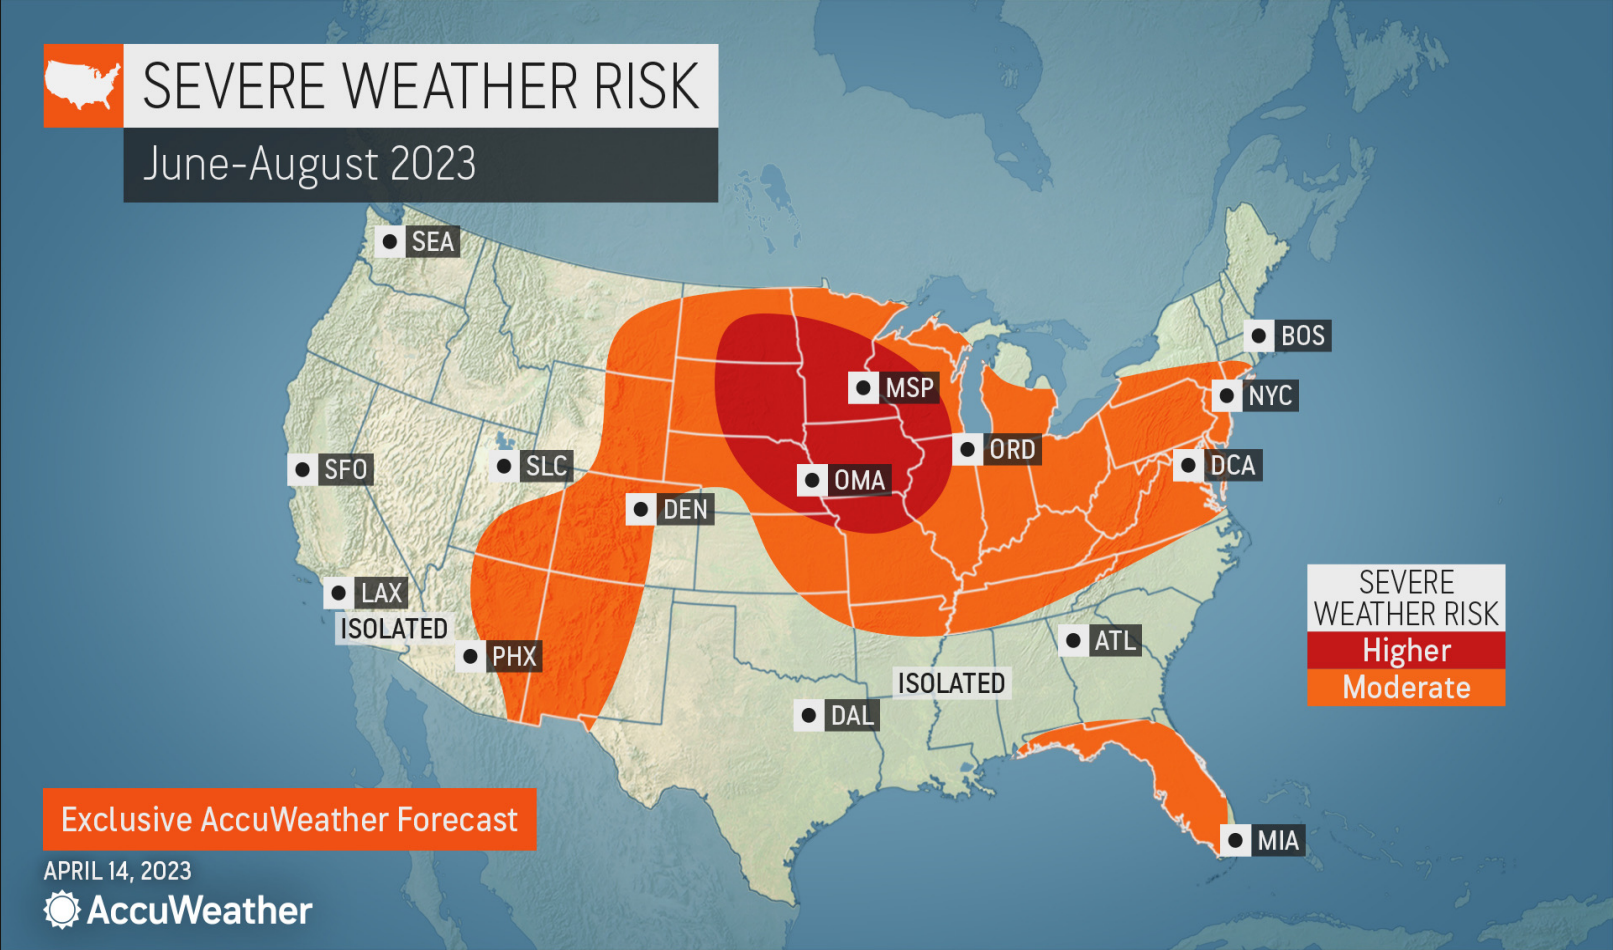 SEVERE WEATHER RISK
June-August 2023
SEA
BOS
MSP
NYC
ORD
SFO
SLC
OMA
DCA
DEN
LAX
ISOLATED
PHX
ATL
ISOLATED
DAL
MIA
SEVERE
WEATHER RISK
Higher
Moderate
Exclusive AccuWeather Forecast
APRIL 14, 2023
AccuWeather